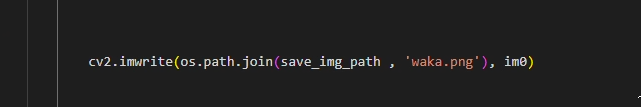 cv2.imwrite(os.path.join(save_img_path , 'waka.png'), im0)